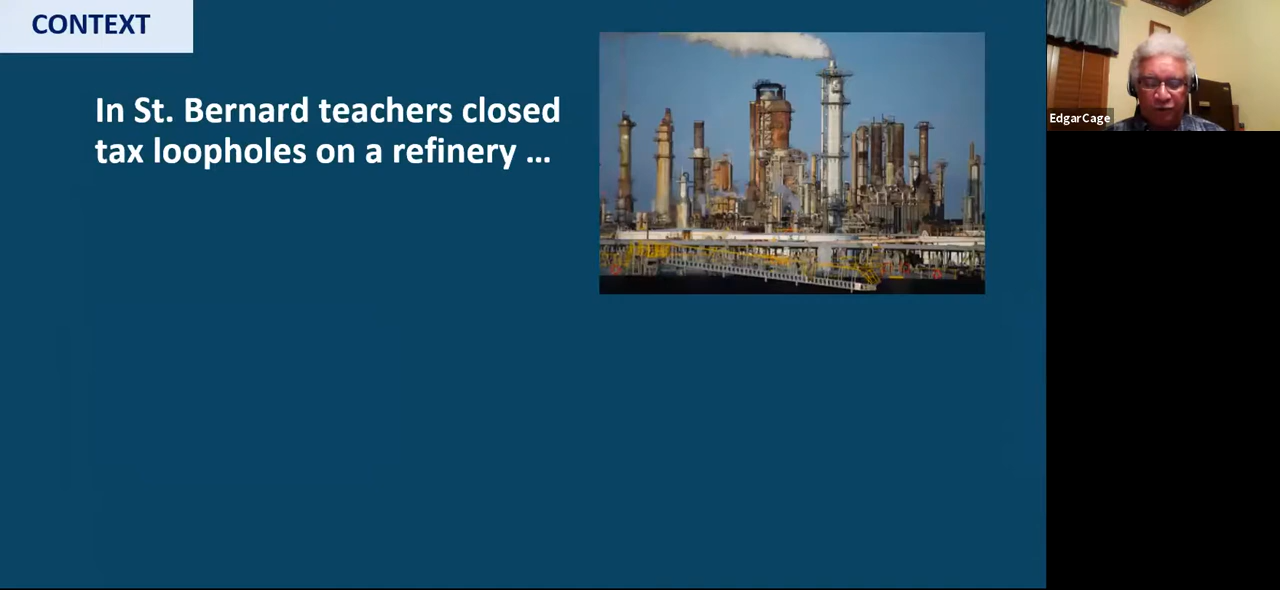 CONTEXT
In St. Bernard teachers closed
tax loopholes on a refinery ...
EdgarCage